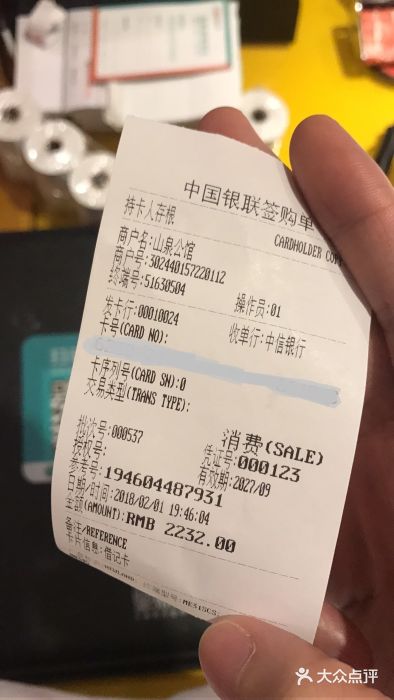 中国银联签购单
持卡人存根 CARDHOLDER COPY
商户名:山泉公馆
商户号:302440157220112
终端号:51630504 操作员:01
发卡行:00010024 收单行:中信银行
卡号(CARD NO):
卡序列号(CARD SN):0
交易类型(TRANS TYPE):
消费(SALE)
批次号:000537 凭证号:000123
授权号: 有效期:2027/09
参考号:194604487931
日期/时间:2018/02/01 19:46:04
金额(AMOUNT):RMB 2232.00
备注/REFERENCE
卡片信息:借记卡
大众点评